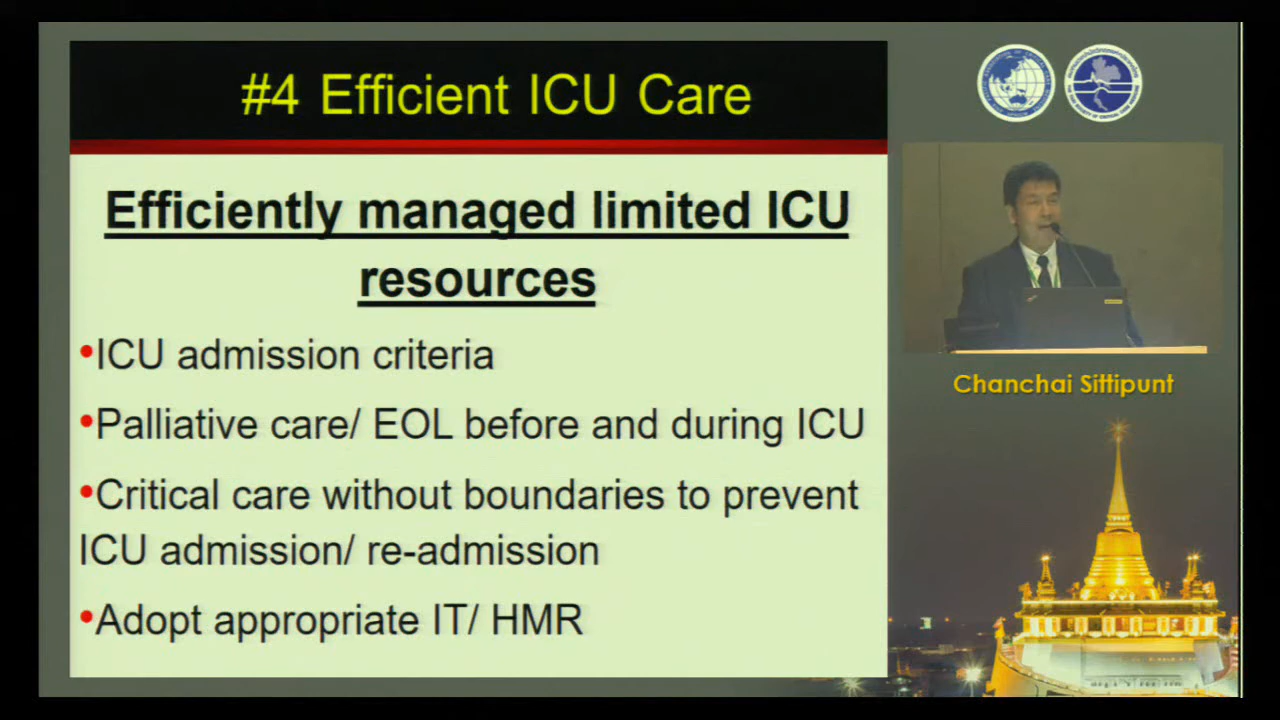 #4 Efficient ICU Care
Efficiently managed limited ICU
resources
•ICU admission criteria
•Palliative care/ EOL before and during ICU
•Critical care without boundaries to prevent
ICU admission/ re-admission
•Adopt appropriate IT/ HMR
Chanchai Sittipunt